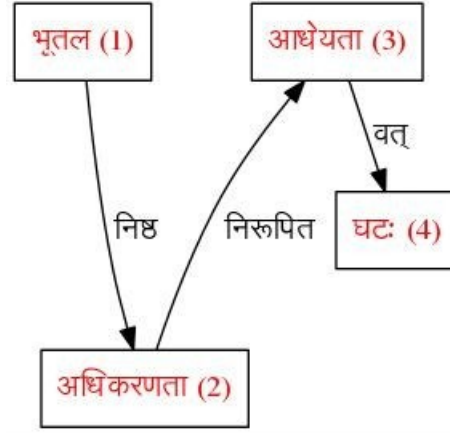 भूतल (1)
आधेयता (3)
वत्
घटः (4)
निष्ठ
निरूपित
अधिकरणता (2)